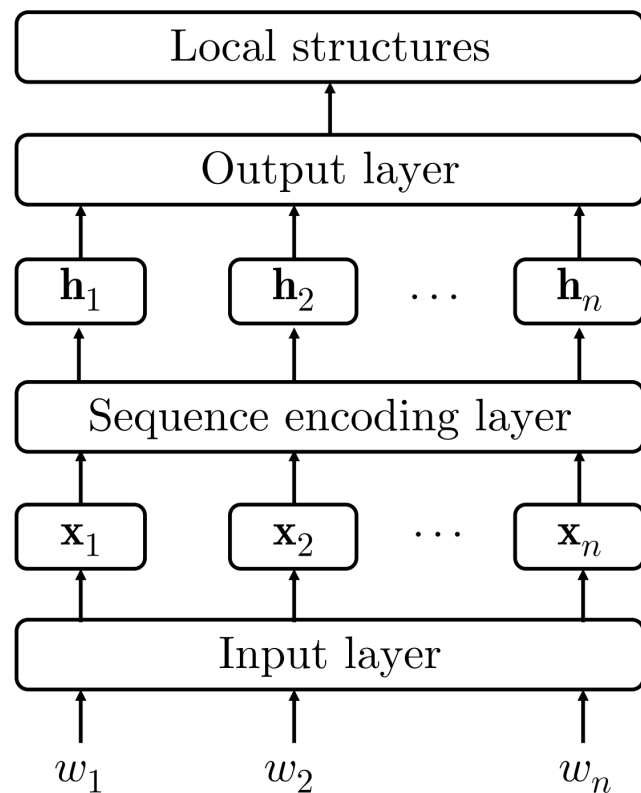 Local structures
Output layer
h₁ h₂ ... hₙ
Sequence encoding layer
x₁ x₂ ... xₙ
Input layer
w₁ w₂ wₙ